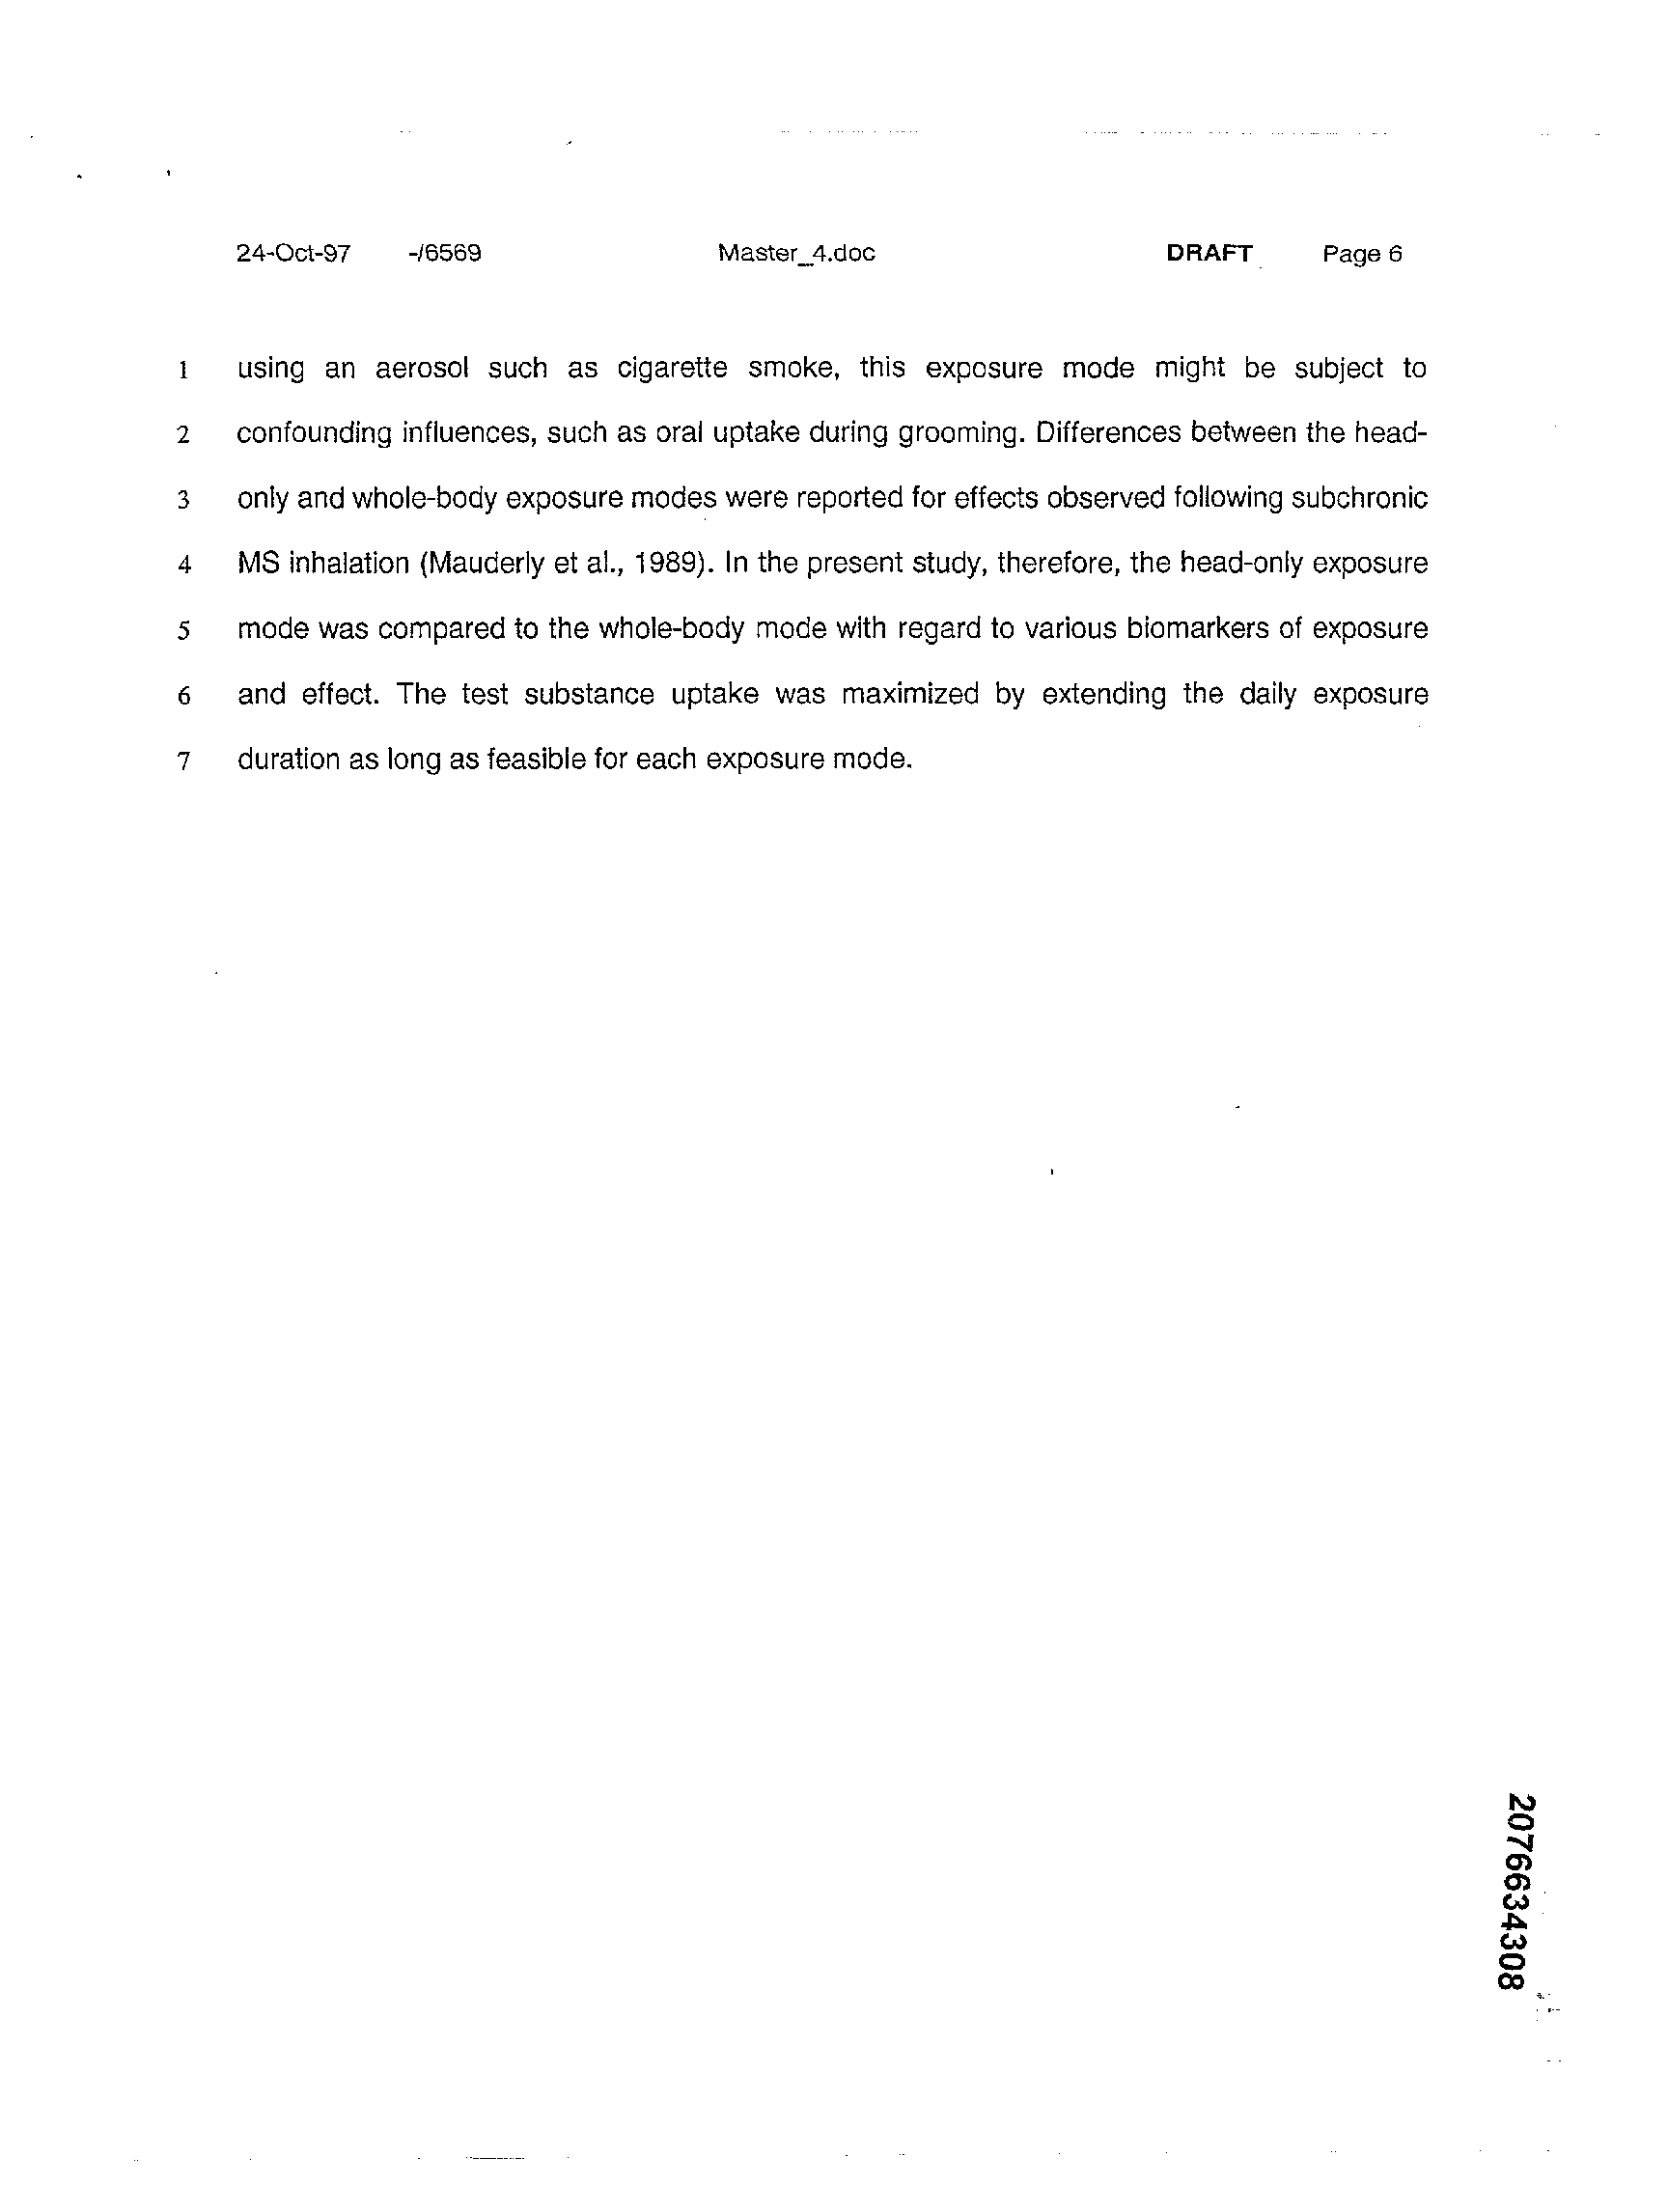 24-Oct-97 -/6569 Master_4.doc DRAFT Page 6
1 using an aerosol such as cigarette smoke, this exposure mode might be subject to
2 confounding influences, such as oral uptake during grooming. Differences between the head-
3 only and whole-body exposure modes were reported for effects observed following subchronic
4 MS inhalation (Mauderly et al., 1989). In the present study, therefore, the head-only exposure
5 mode was compared to the whole-body mode with regard to various biomarkers of exposure
6 and effect. The test substance uptake was maximized by extending the daily exposure
7 duration as long as feasible for each exposure mode.
2076634308